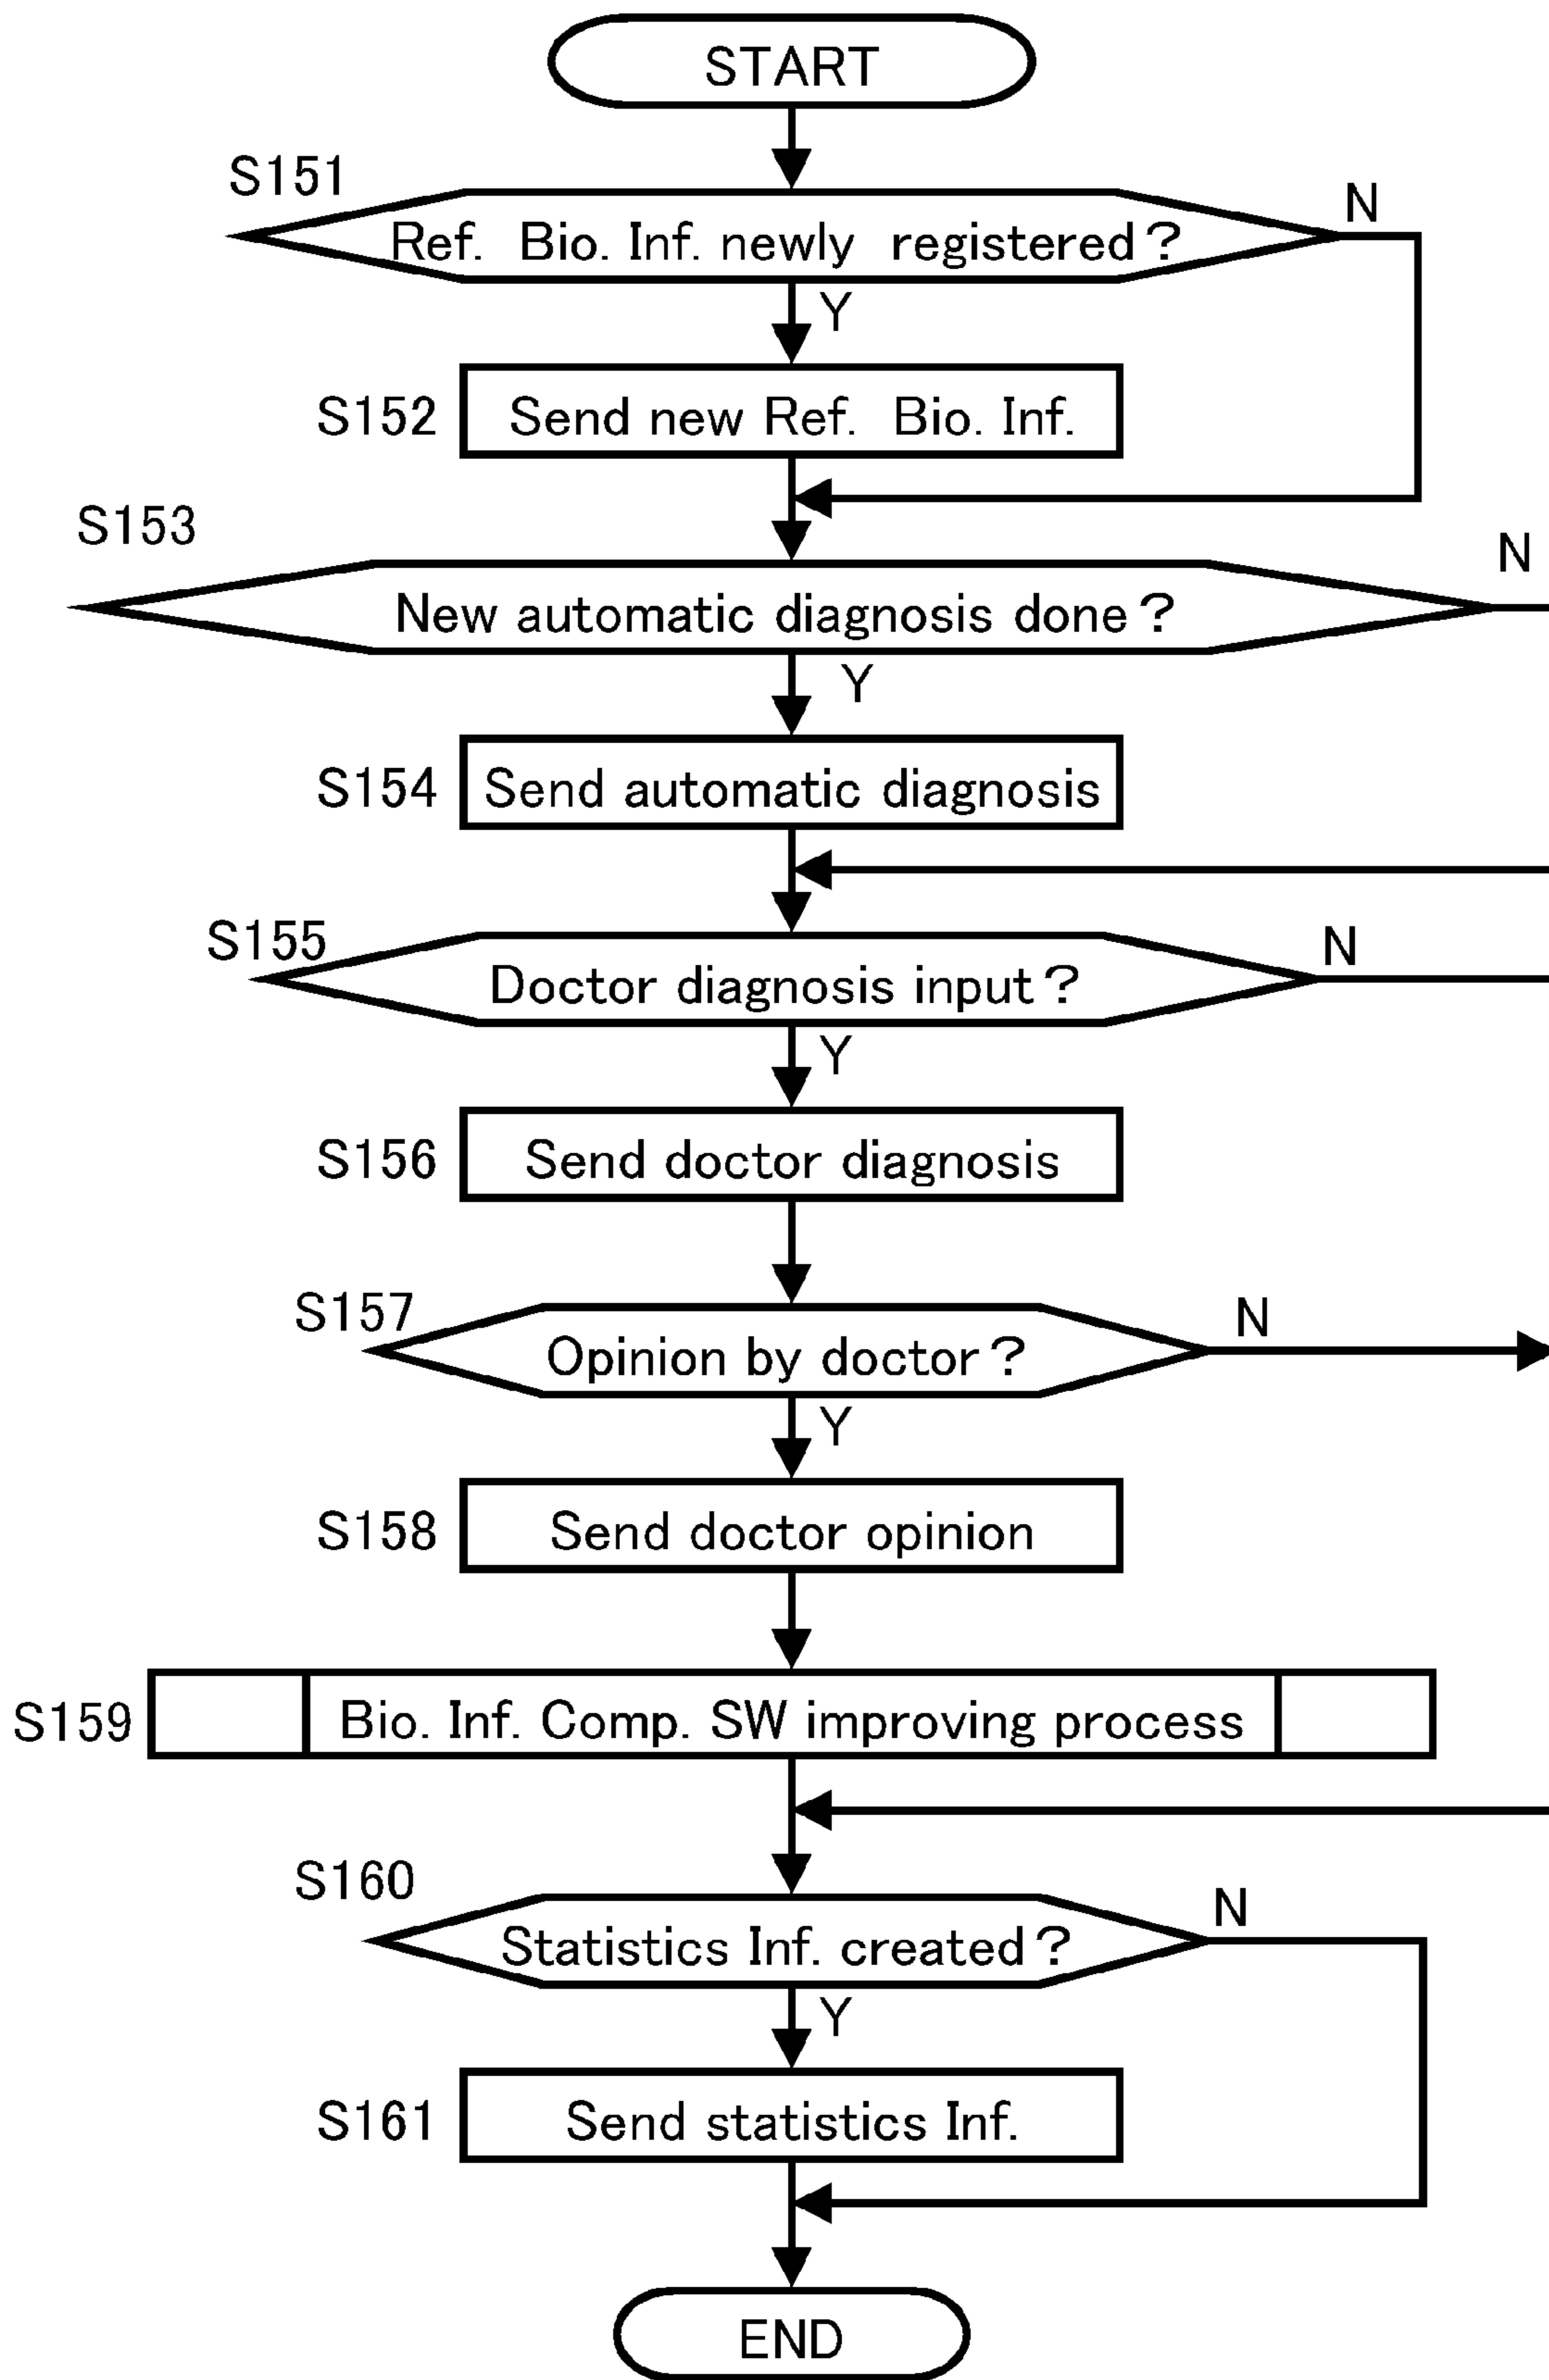 START
S151
N
Ref. Bio. Inf. newly registered?
Y
S152
Send new Ref. Bio. Inf.
S153
N
New automatic diagnosis done?
Y
S154
Send automatic diagnosis
S155
N
Doctor diagnosis input?
Y
S156
Send doctor diagnosis
S157
N
Opinion by doctor?
Y
S158
Send doctor opinion
S159
Bio. Inf. Comp. SW improving process
S160
N
Statistics Inf. created?
Y
S161
Send statistics Inf.
END